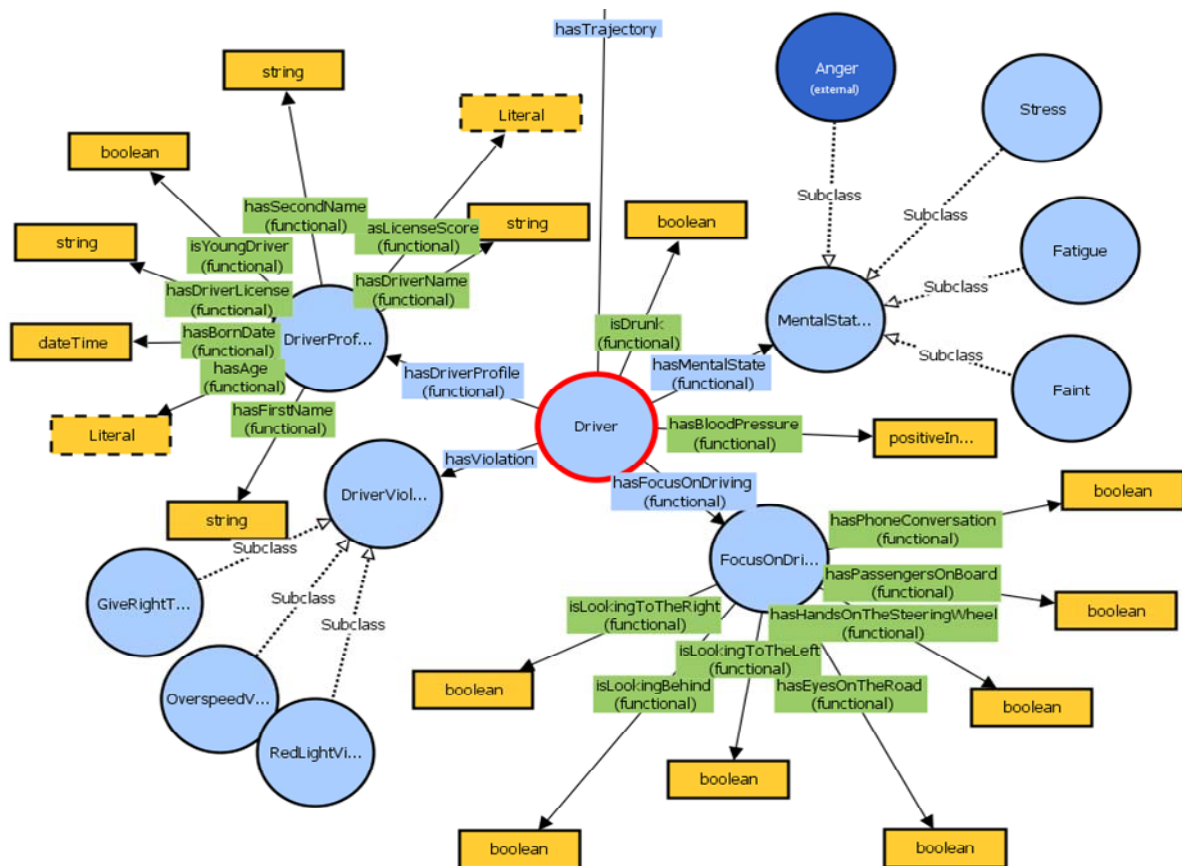 hasTrajectory
string
Anger
(external)
Literal
Stress
boolean
Subclass
Subclass
hasSecondName
(functional)
asLicenseScore
(functional)
string
boolean
string
isYoungDriver
(functional)
Fatigue
hasDriverName
(functional)
Subclass
hasDriverLicense
(functional)
MentalStat...
isDrunk
(functional)
dateTime
hasBornDate
(functional)
DriverProf...
Subclass
hasAge
(functional)
hasDriverProfile
(functional)
hasMentalState
(functional)
Faint
hasFirstName
(functional)
Literal
Driver
hasBloodPressure
(functional)
positiveIn...
hasViolation
DriverViol...
hasFocusOnDriving
(functional)
boolean
string
hasPhoneConversation
(functional)
Subclass
FocusOnDri...
hasPassengersOnBoard
(functional)
GiveRightT...
Subclass
isLookingToTheRight
(functional)
hasHandsOnTheSteeringWheel
(functional)
boolean
Subclass
isLookingToTheLeft
(functional)
boolean
isLookingBehind
(functional)
hasEyesOnTheRoad
(functional)
OverspeedV...
boolean
RedLightVi...
boolean
boolean
boolean